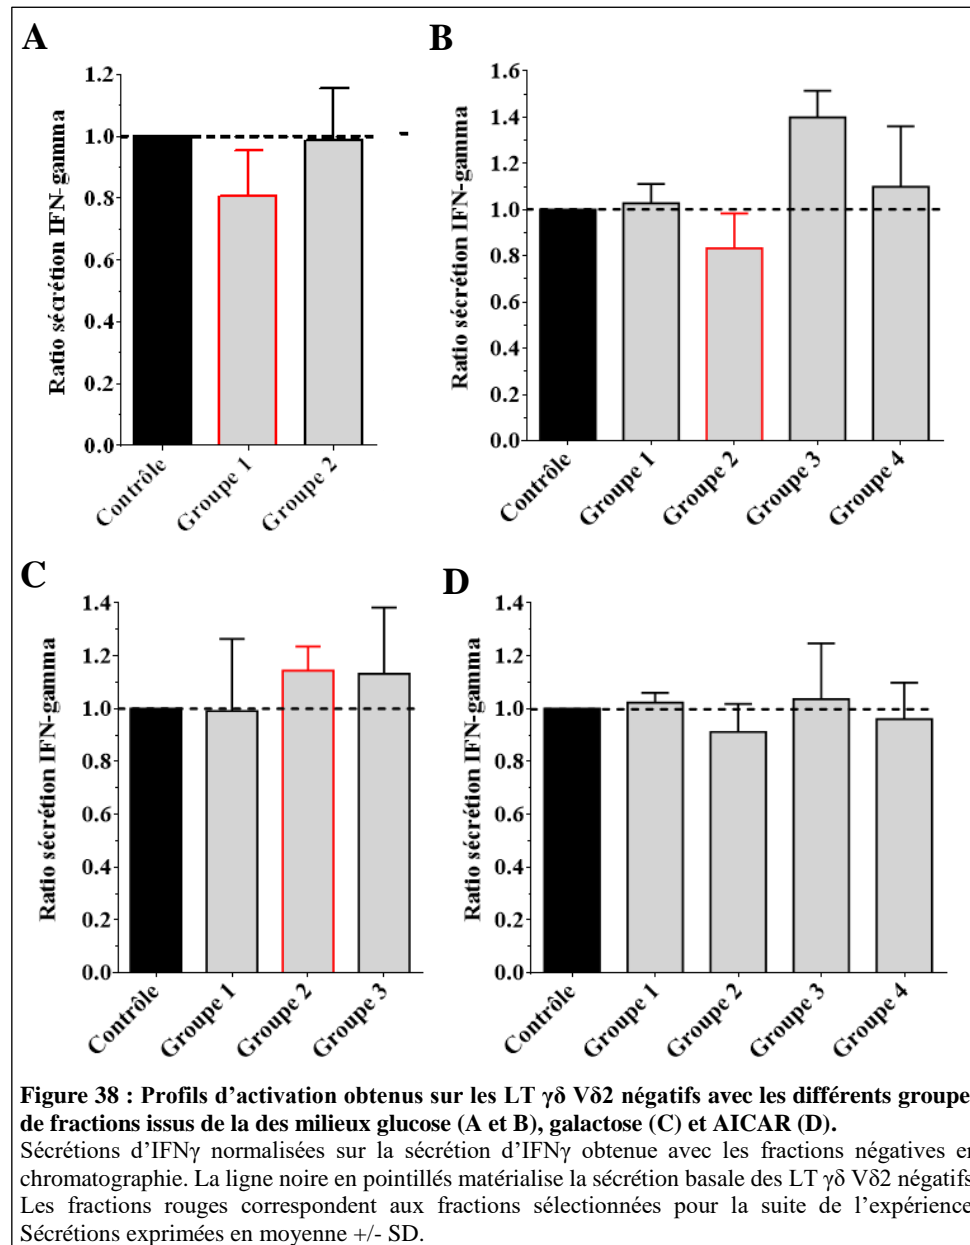 A
Ratio sécrétion IFN-gamma
1.2
1.0
0.8
0.6
0.4
0.2
0.0
Contrôle
Groupe 1
Groupe 2
B
Ratio sécrétion IFN-gamma
1.6
1.4
1.2
1.0
0.8
0.6
0.4
0.2
0.0
Contrôle
Groupe 1
Groupe 2
Groupe 3
Groupe 4
C
Ratio sécrétion IFN-gamma
1.4
1.2
1.0
0.8
0.6
0.4
0.2
0.0
Contrôle
Groupe 1
Groupe 2
Groupe 3
D
Ratio sécrétion IFN-gamma
1.4
1.2
1.0
0.8
0.6
0.4
0.2
0.0
Contrôle
Groupe 1
Groupe 2
Groupe 3
Groupe 4
Figure 38 : Profils d’activation obtenus sur les LT γδ Vδ2 négatifs avec les différents groupe
de fractions issus de la des milieux glucose (A et B), galactose (C) et AICAR (D).
Sécrétions d’IFNγ normalisées sur la sécrétion d’IFNγ obtenue avec les fractions négatives en
chromatographie. La ligne noire en pointillés matérialise la sécrétion basale des LT γδ Vδ2 négatifs
Les fractions rouges correspondent aux fractions sélectionnées pour la suite de l’expérience
Sécrétions exprimées en moyenne +/- SD.